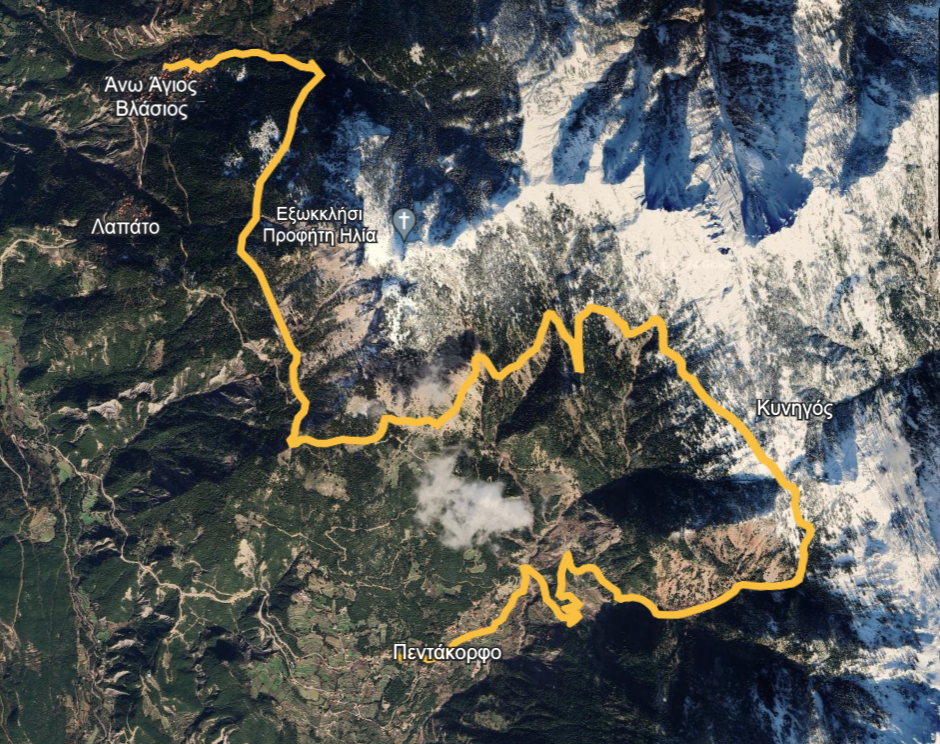 Άνω Άγιος
Βλάσιος
Λαπάτο
Εξωκκλήσι
Προφήτη Ηλία
Κυνηγός
Πεντάκορφο